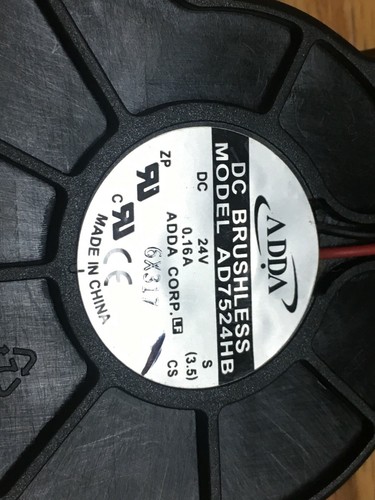 ADDA
DC BRUSHLESS
MODEL AD7524HB
DC 24V S
0.16A (3.5)
ADDA CORP. LF CS
ZP
6X317
C
CE
MADE IN CHINA